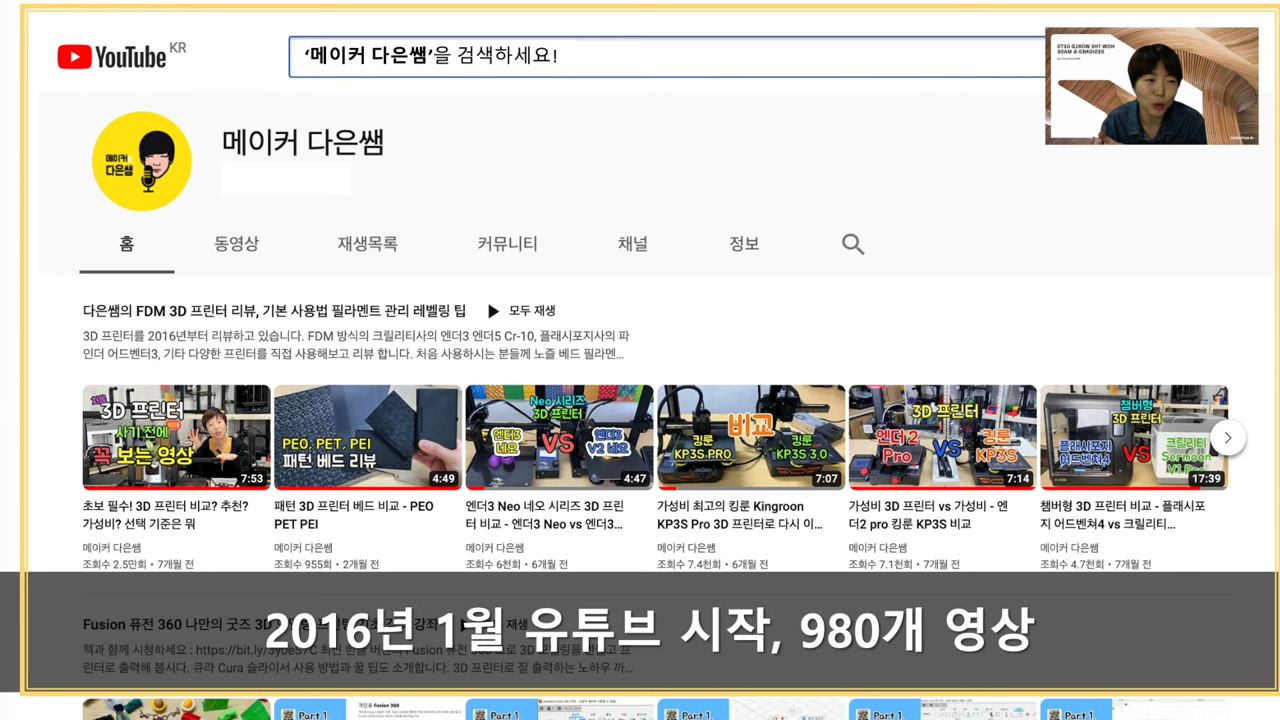 YouTube KR
'메이커 다은쌤'을 검색하세요!
HOW THE WORLD GETS
DESIGNED & MADE
메이커
다은쌤
메이커 다은쌤
홈 동영상 재생목록 커뮤니티 채널 정보
다은쌤의 FDM 3D 프린터 리뷰, 기본 사용법 필라멘트 관리 레벨링 팁 ▶ 모두 재생
3D 프린터를 2016년부터 리뷰하고 있습니다. FDM 방식의 크릴리티사의 엔더3 엔더5 Cr-10, 플래시포지사의 파
인더 어드벤터3, 기타 다양한 프린터를 직접 사용해보고 리뷰 합니다. 처음 사용하시는 분들께 노즐 베드 필라멘...
처음
3D 프린터
사기 전에
꼭 보는 영상
7:53
PEO, PET, PEI
패턴 베드 리뷰
4:49
Neo 시리즈
3D 프린터
엔더3
네오
VS
엔더3
V2 네오
4:47
비교
킹룬
KP3S PRO
킹룬
KP3S 3.0
7:07
3D 프린터
엔더 2
Pro
VS
킹룬
KP3S
7:14
챔버형
3D 프린터
플래시포지
어드벤처4
VS
크릴리티
Sermoon
V1 Pro
17:39
초보 필수! 3D 프린터 비교? 추천?
가성비? 선택 기준은 뭐
메이커 다은쌤
조회수 2.5만회 • 7개월 전
패턴 3D 프린터 베드 비교 - PEO
PET PEI
메이커 다은쌤
조회수 955회 • 2개월 전
엔더3 Neo 네오 시리즈 3D 프린
터 비교 - 엔더3 Neo vs 엔더3...
메이커 다은쌤
조회수 6천회 • 6개월 전
가성비 최고의 킹룬 Kingroon
KP3S Pro 3D 프린터로 다시 이...
메이커 다은쌤
조회수 7.4천회 • 6개월 전
가성비 3D 프린터 vs 가성비 - 엔
더2 pro 킹룬 KP3S 비교
메이커 다은쌤
조회수 7.1천회 • 7개월 전
챔버형 3D 프린터 비교 - 플래시포
지 어드벤쳐4 vs 크릴리티...
메이커 다은쌤
조회수 4.7천회 • 7개월 전
Fusion 퓨전 360 나만의 굿즈 3D
2016년 1월 유튜브 시작, 980개 영상
책과 함께 시청하세요 : https://bit.ly/
프린터로 출력해 봅시다. 큐라 Cura 슬라이서 사용 방법과 꿀 팁도 소개합니다. 3D 프린터로 잘 출력하는 노하우 까...
Part 1
개인용 Fusion 360
Part 1
Part 1
Part 1
Part 1